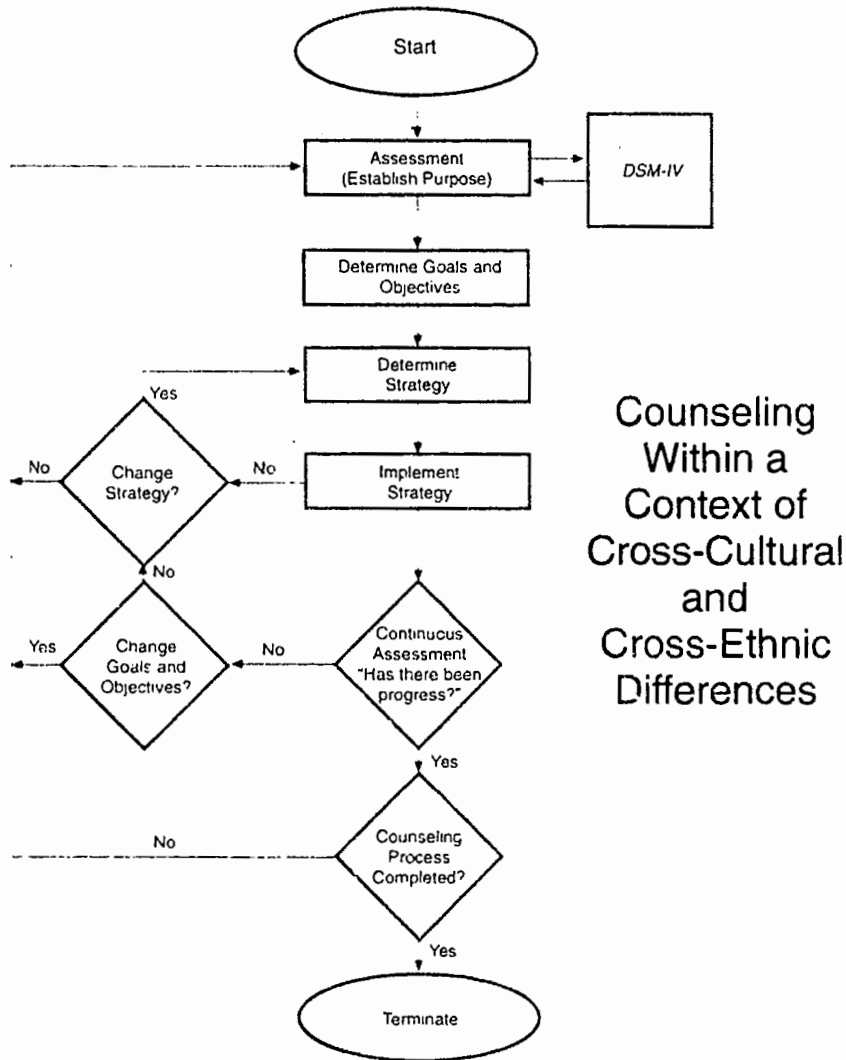 Start
Assessment
(Establish Purpose)
DSM-IV
Determine Goals and
Objectives
Determine
Strategy
Yes
No
Change
Strategy?
No
Implement
Strategy
No
Yes
Change
Goals and
Objectives?
No
Continucus
Assessment
"Has there been
progress?"
Yes
No
Counseling
Process
Completed?
Yes
Terminate
Counseling
Within a
Context of
Cross-Cultural
and
Cross-Ethnic
Differences